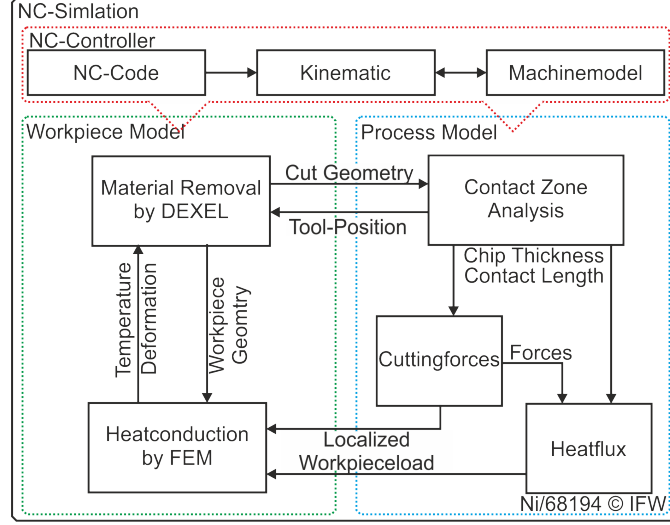 NC-Simlation
NC-Controller
NC-Code
Kinematic
Machinemodel
Workpiece Model
Process Model
Material Removal
by DEXEL
Cut Geometry
Contact Zone
Analysis
Tool-Position
Chip Thickness
Contact Length
Temperature
Deformation
Workpiece
Geomtry
Cuttingforces
Forces
Heatconduction
by FEM
Localized
Workpieceload
Heatflux
Ni/68194 © IFW